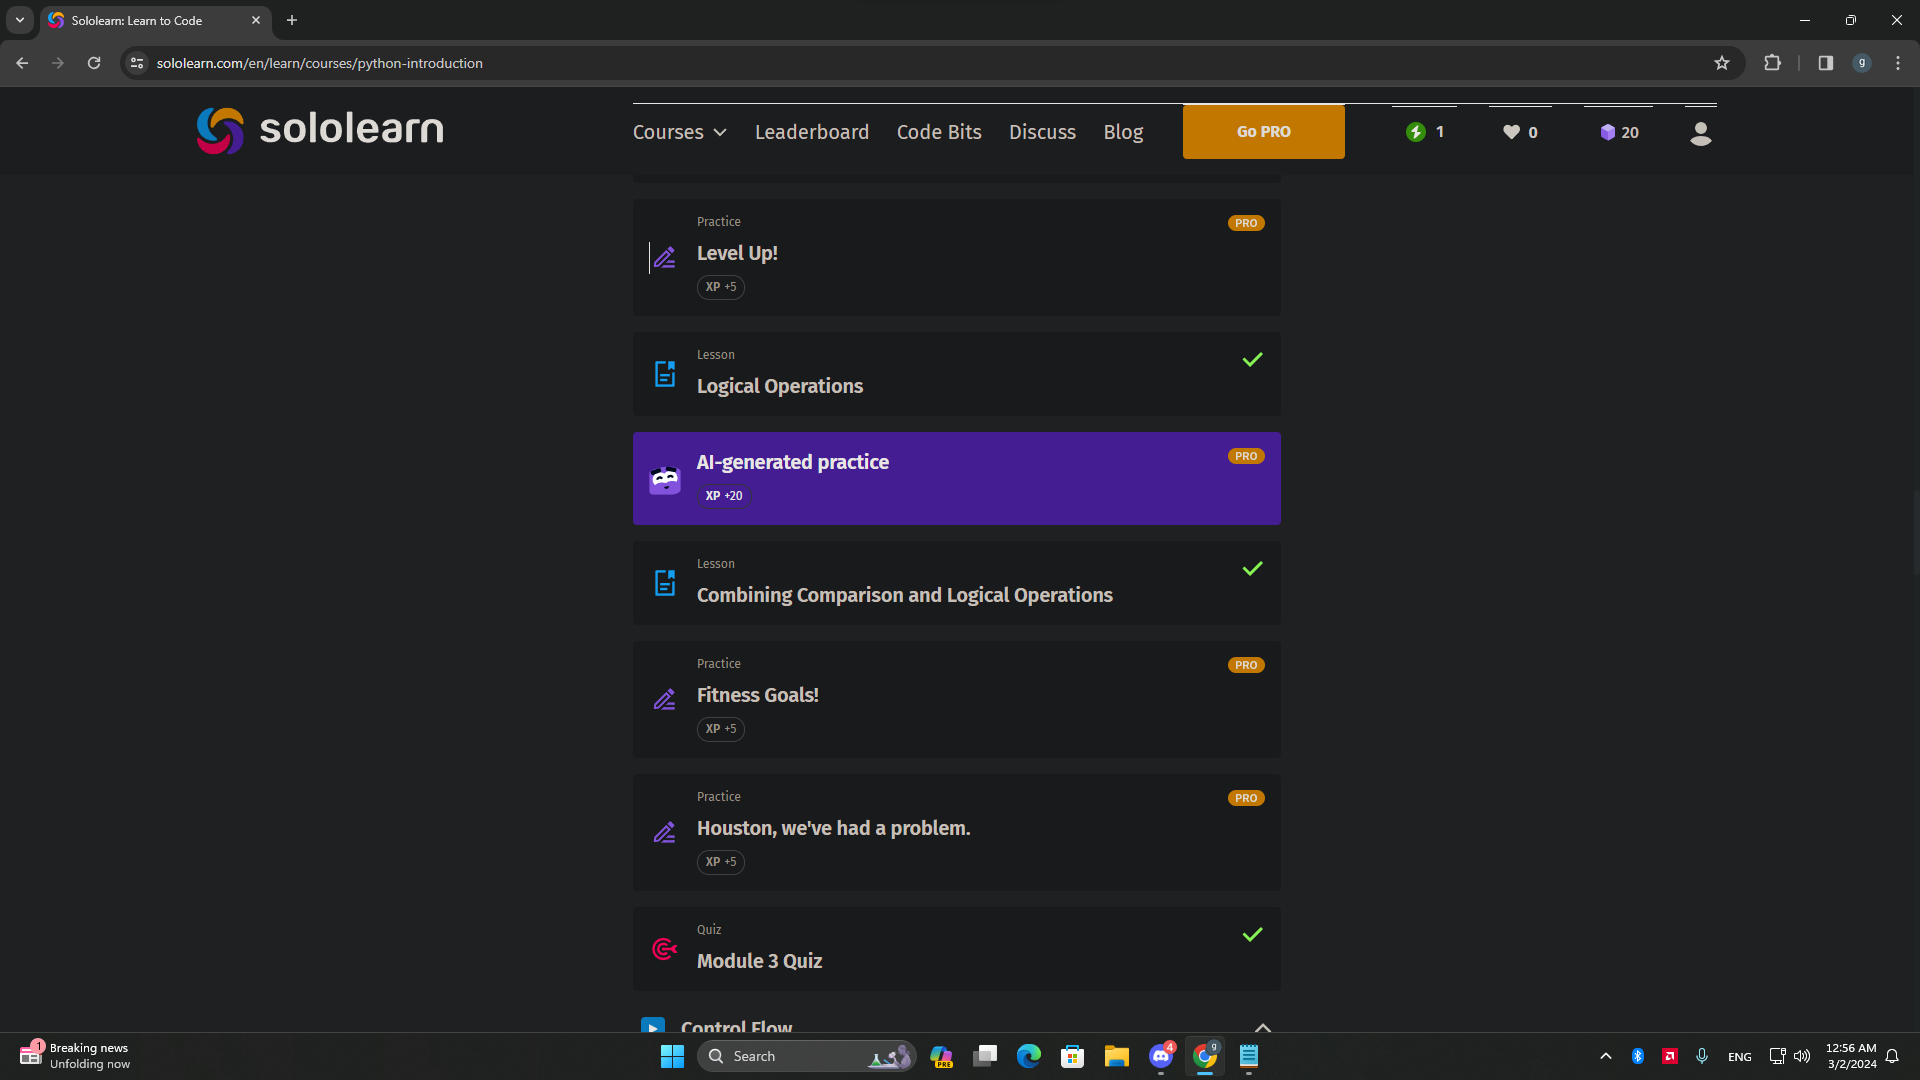 Sololearn: Learn to Code
sololearn.com/en/learn/courses/python-introduction
g
sololearn
Courses
Leaderboard
Code Bits
Discuss
Blog
Go PRO
1
0
20
Practice
PRO
Level Up!
XP +5
Lesson
Logical Operations
AI-generated practice
PRO
XP +20
Lesson
Combining Comparison and Logical Operations
Practice
PRO
Fitness Goals!
XP +5
Practice
PRO
Houston, we've had a problem.
XP +5
Quiz
Module 3 Quiz
Control Flow
1
Breaking news
Unfolding now
Search
PRE
4
g
ENG
12:56 AM
3/2/2024